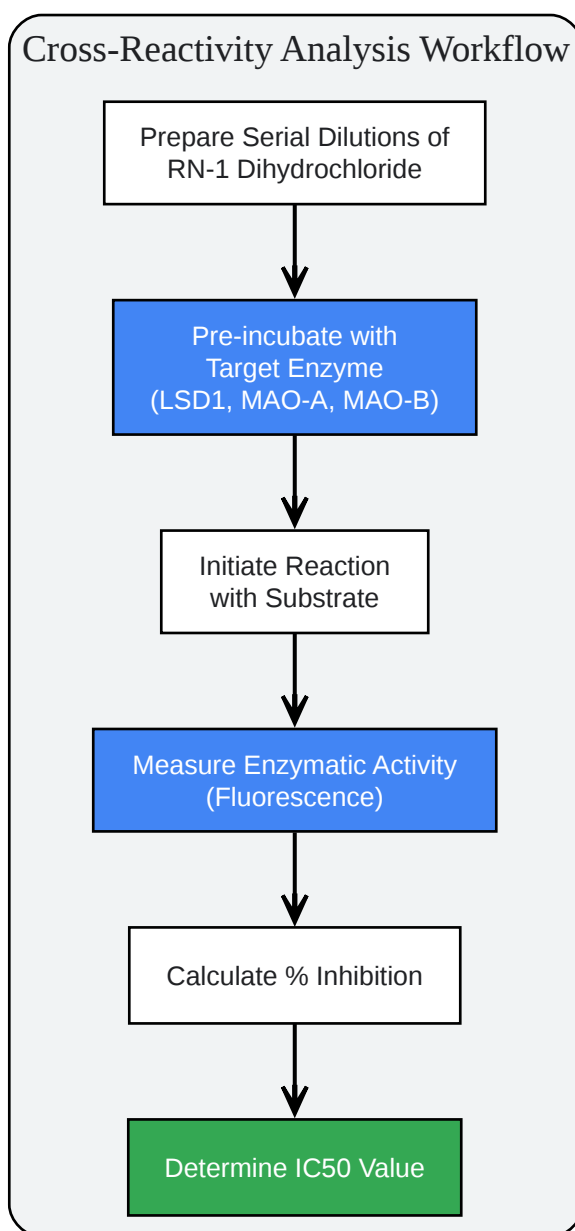 Cross-Reactivity Analysis Workflow
Prepare Serial Dilutions of
RN-1 Dihydrochloride
Pre-incubate with
Target Enzyme
(LSD1, MAO-A, MAO-B)
Initiate Reaction
with Substrate
Measure Enzymatic Activity
(Fluorescence)
Calculate % Inhibition
Determine IC50 Value